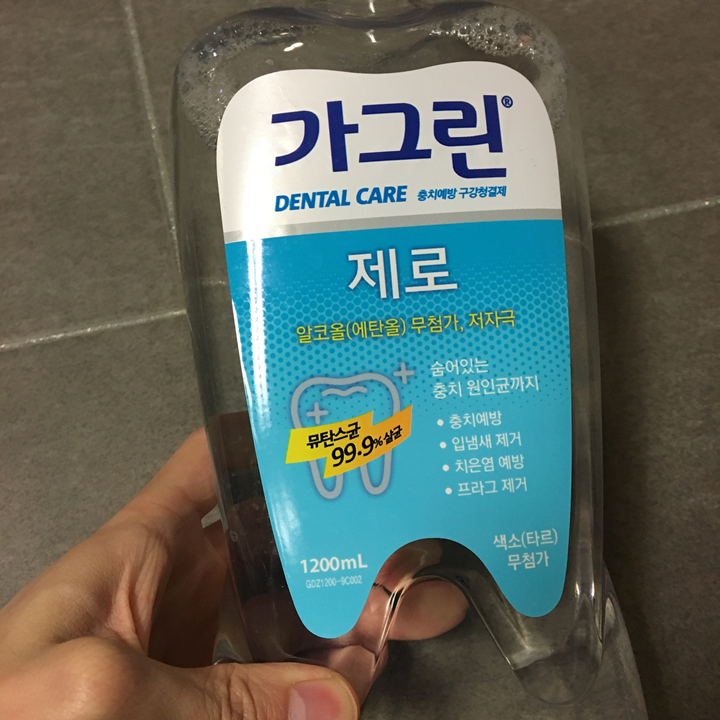 가그린®
DENTAL CARE 충치예방 구강청결제
제로
알코올(에탄올) 무첨가, 저자극
숨어있는
충치 원인균까지
• 충치예방
• 입냄새 제거
• 치은염 예방
• 프라그 제거
뮤탄스균
99.9% 살균
1200mL
GDZ1200-9C002
색소(타르)
무첨가